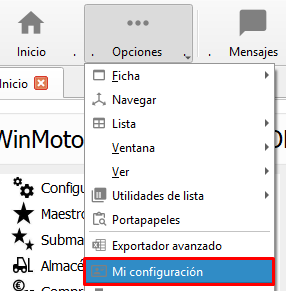 Inicio
Opciones
Mensajes
Inicio
WinMoto
Ficha
Navegar
Lista
Ventana
Ver
Utilidades de lista
Portapapeles
Exportador avanzado
Mi configuración
Configu
Maestro
Subma
Almacé